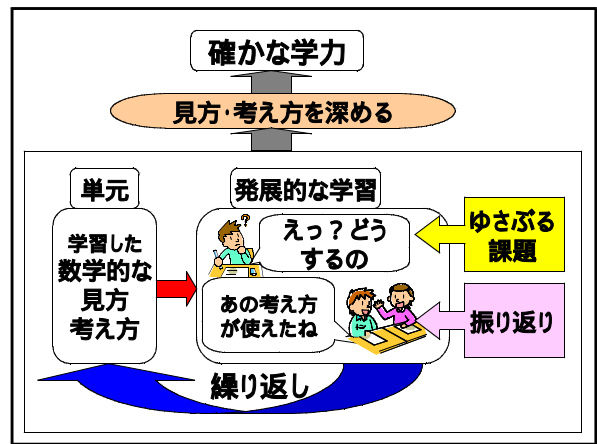 確かな学力
見方・考え方を深める
単元
学習した
数学的な
見方
考え方
発展的な学習
?
えっ？どう
するの
あの考え方
が使えたね
ゆさぶる
課題
振り返り
繰り返し